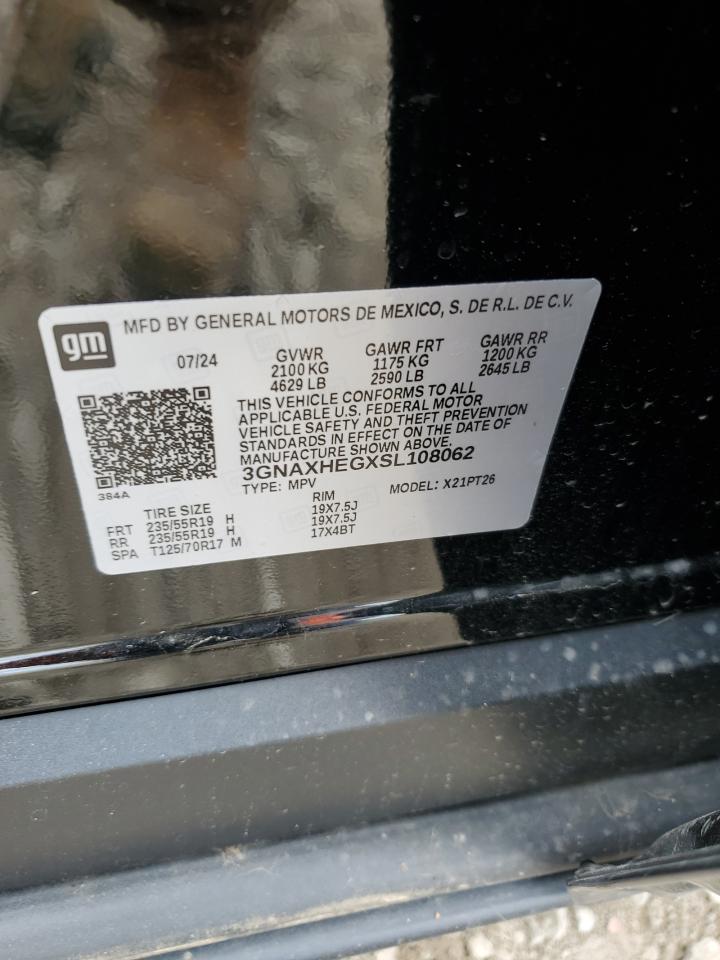 gm
MFD BY GENERAL MOTORS DE MEXICO, S. DE R.L. DE C.V.
07/24 GVWR GAWR FRT GAWR RR
2100 KG 1175 KG 1200 KG
4629 LB 2590 LB 2645 LB
THIS VEHICLE CONFORMS TO ALL
APPLICABLE U.S. FEDERAL MOTOR
VEHICLE SAFETY AND THEFT PREVENTION
STANDARDS IN EFFECT ON THE DATE OF
MANUFACTURE SHOWN ABOVE.
3GNAXHEGXSL108062
384A
TYPE: MPV MODEL: X21PT26
TIRE SIZE RIM
FRT 235/55R19 H 19X7.5J
RR 235/55R19 H 19X7.5J
SPA T125/70R17 M 17X4BT